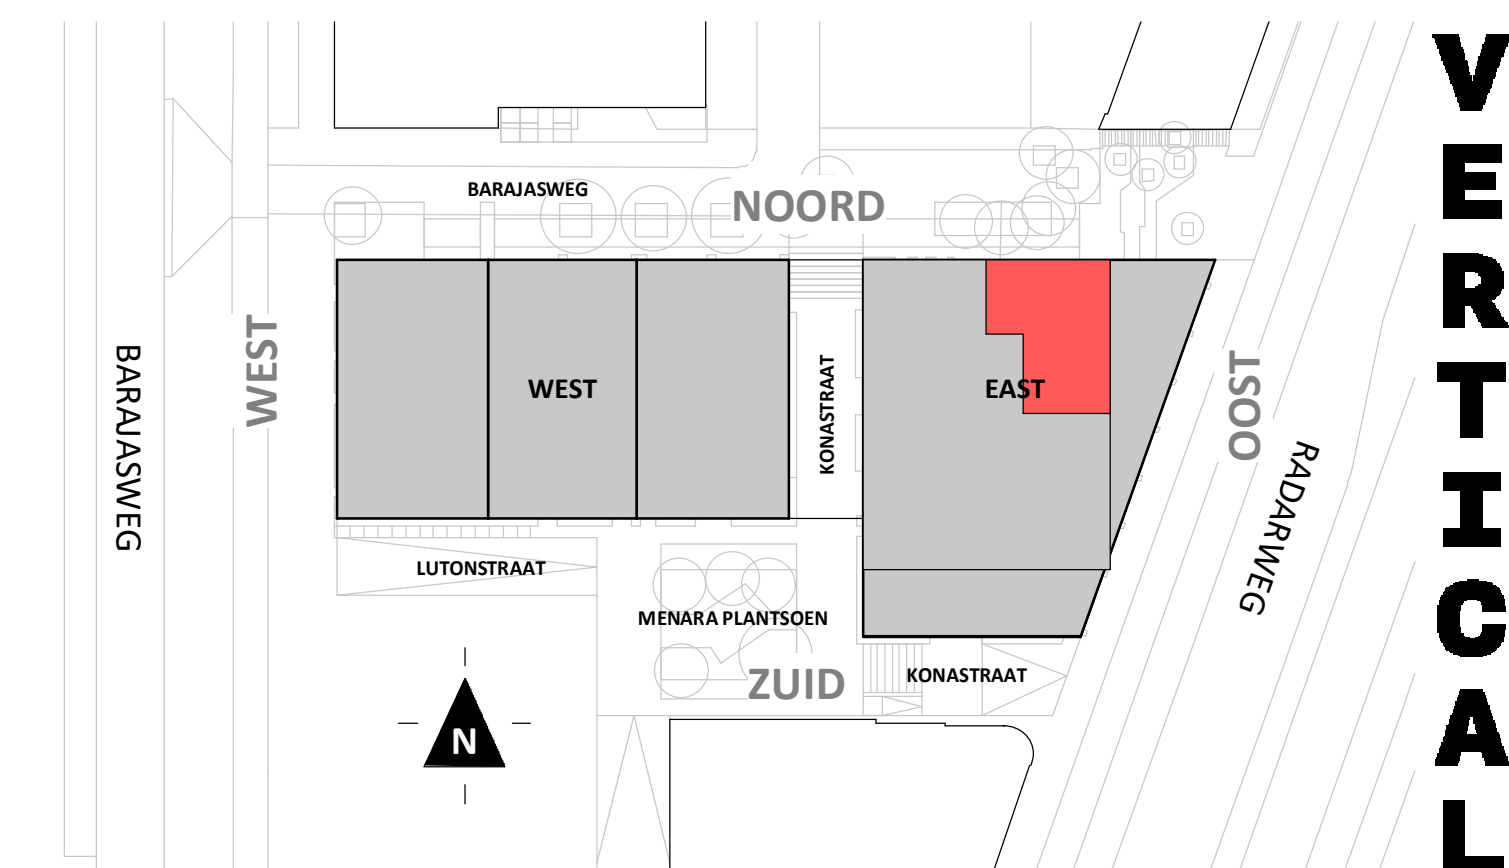 BARAJASWEG
NOORD
WEST
BARAJASWEG
WEST
KONASTRAAT
EAST
OOST
RADARWEG
LUTONSTRAAT
MENARA PLANTSOEN
ZUID
KONASTRAAT
N
VERTICAL